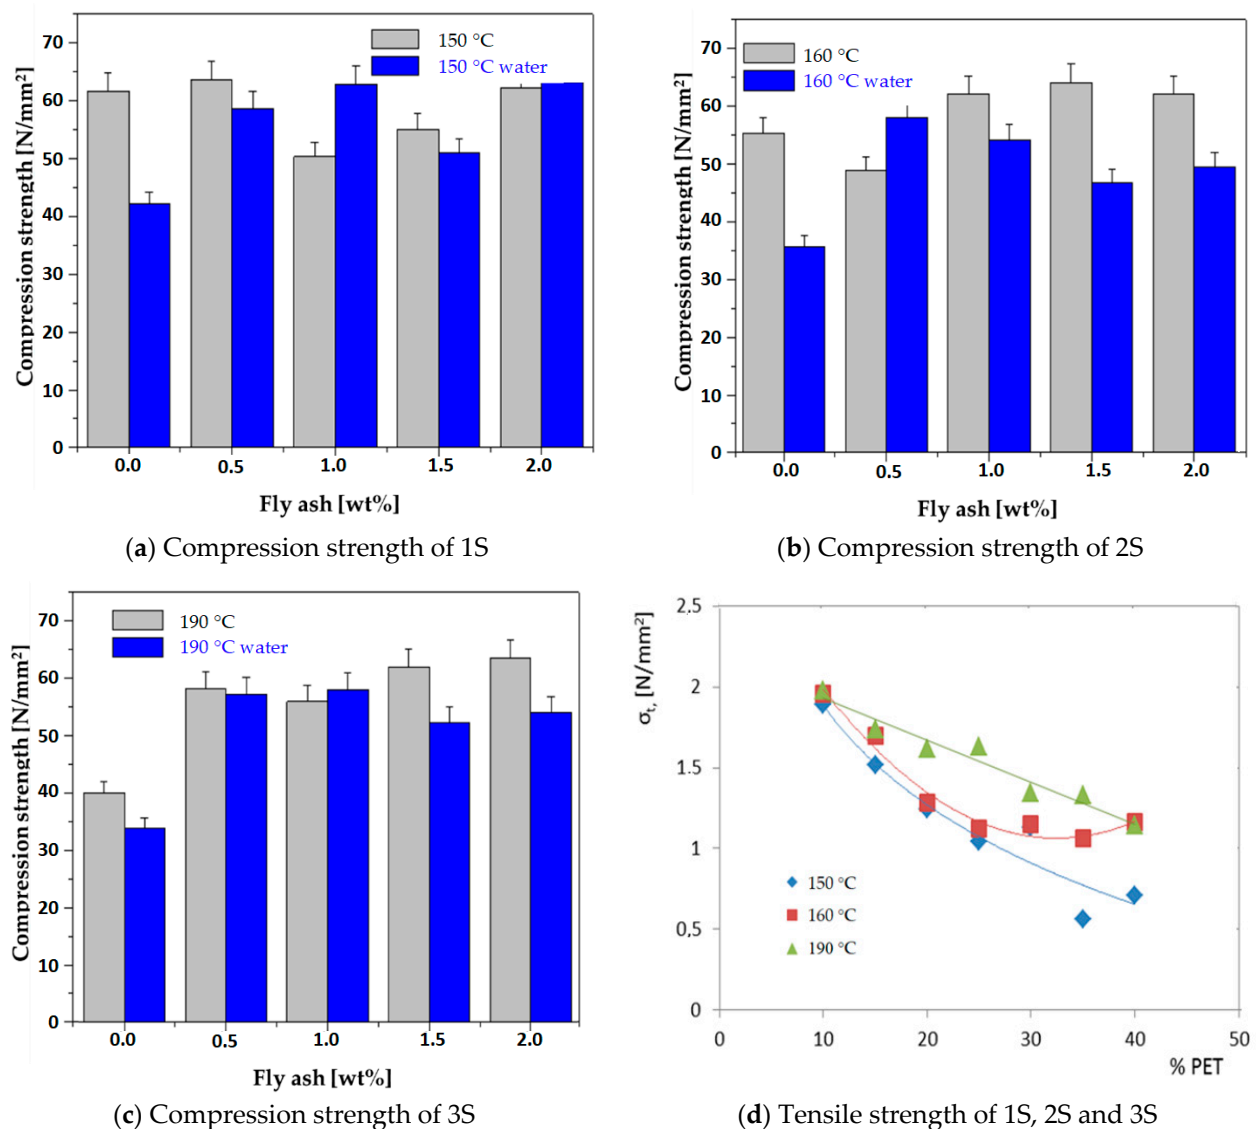 70
60
50
40
30
20
10
0
Compression strength [N/mm²]
150 °C
150 °C water
0.0 0.5 1.0 1.5 2.0
Fly ash [wt%]
(a) Compression strength of 1S
70
60
50
40
30
20
10
0
Compression strength [N/mm²]
160 °C
160 °C water
0.0 0.5 1.0 1.5 2.0
Fly ash [wt%]
(b) Compression strength of 2S
70
60
50
40
30
20
10
0
Compression strength [N/mm²]
190 °C
190 °C water
0.0 0.5 1.0 1.5 2.0
Fly ash [wt%]
(c) Compression strength of 3S
2,5
2
1.5
1
0,5
0
σt, [N/mm²]
150 °C
160 °C
190 °C
0 10 20 30 40 50
% PET
(d) Tensile strength of 1S, 2S and 3S